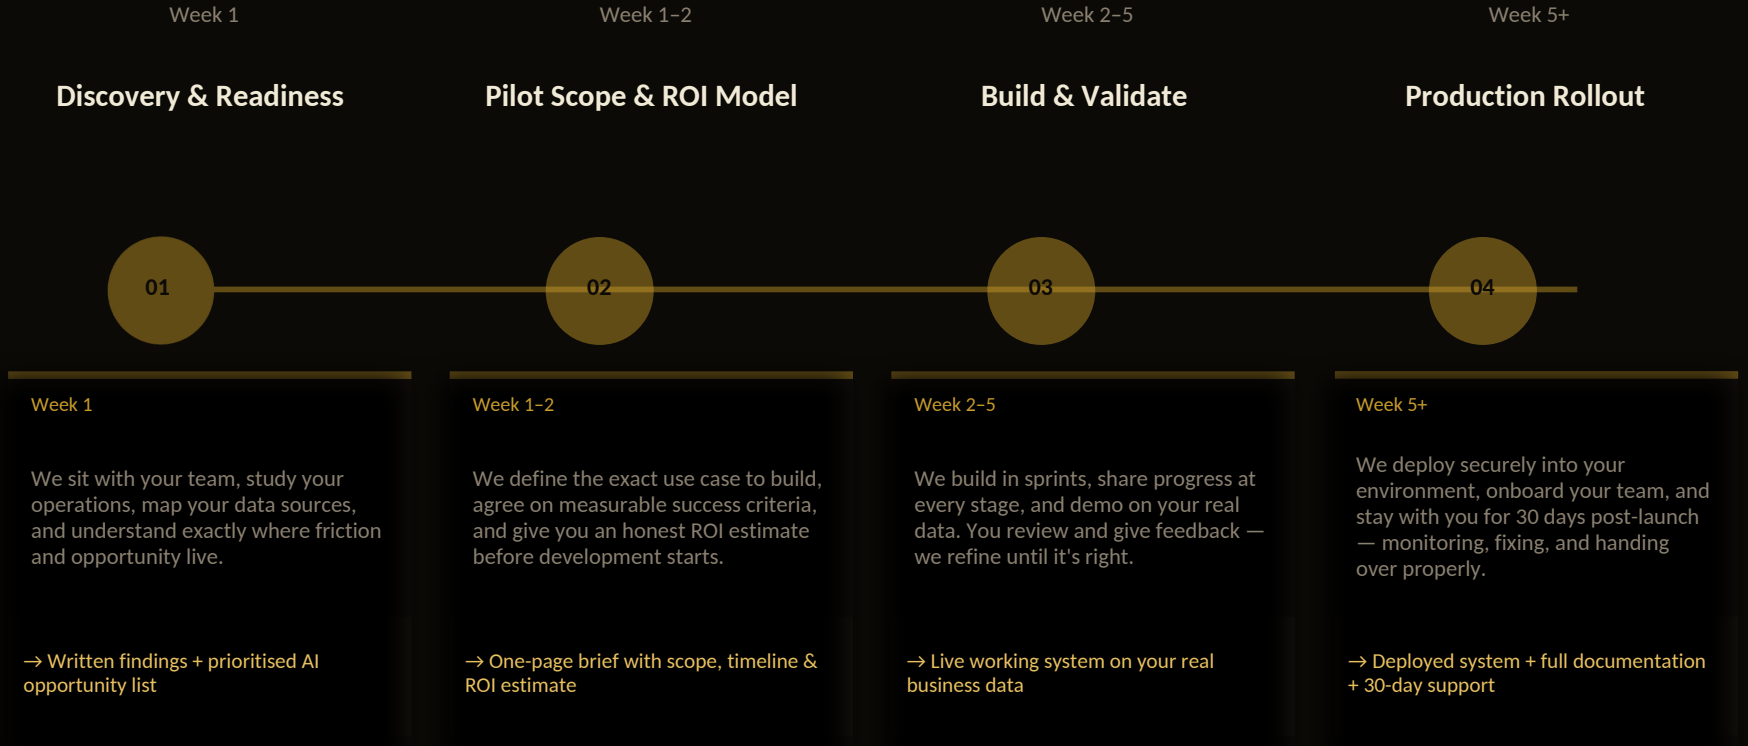 Week 1
Week 1–2
Week 2–5
Week 5+
Discovery & Readiness
Pilot Scope & ROI Model
Build & Validate
Production Rollout
01
02
03
04
Week 1
We sit with your team, study your
operations, map your data sources,
and understand exactly where friction
and opportunity live.
→ Written findings + prioritised AI
opportunity list
Week 1–2
We define the exact use case to build,
agree on measurable success criteria,
and give you an honest ROI estimate
before development starts.
→ One-page brief with scope, timeline &
ROI estimate
Week 2–5
We build in sprints, share progress at
every stage, and demo on your real
data. You review and give feedback —
we refine until it's right.
→ Live working system on your real
business data
Week 5+
We deploy securely into your
environment, onboard your team, and
stay with you for 30 days post-launch
— monitoring, fixing, and handing
over properly.
→ Deployed system + full documentation
+ 30-day support